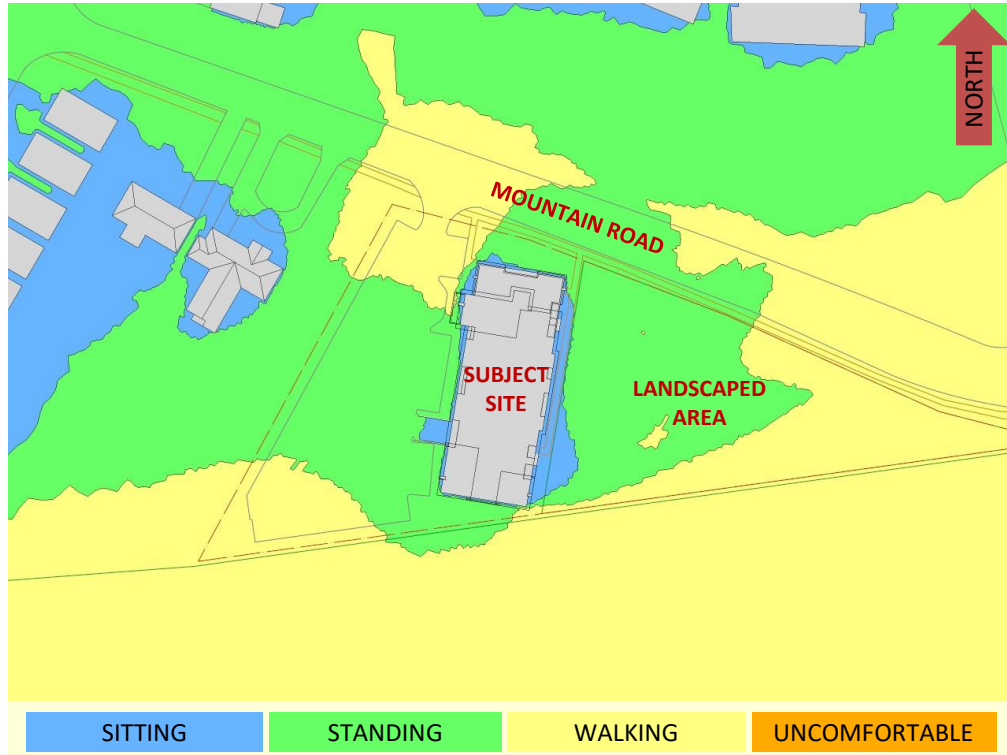 NORTH
MOUNTAIN ROAD
SUBJECT
SITE
LANDSCAPED
AREA
SITTING
STANDING
WALKING
UNCOMFORTABLE